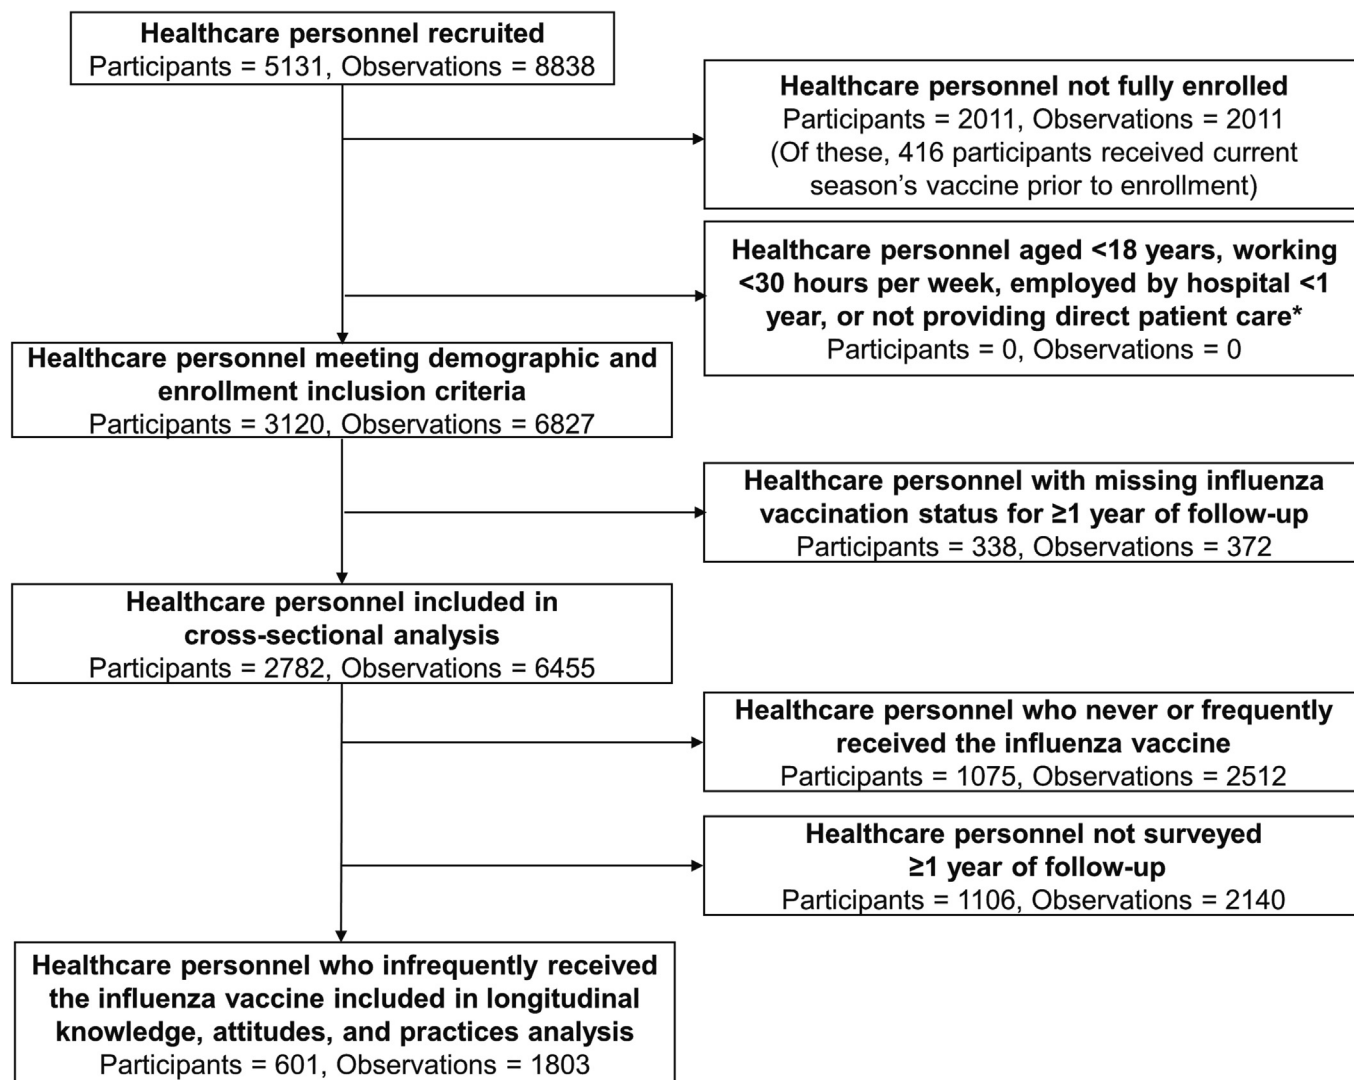 Healthcare personnel recruited
Participants = 5131, Observations = 8838
Healthcare personnel not fully enrolled
Participants = 2011, Observations = 2011
(Of these, 416 participants received current
season’s vaccine prior to enrollment)
Healthcare personnel aged <18 years, working
<30 hours per week, employed by hospital <1
year, or not providing direct patient care*
Participants = 0, Observations = 0
Healthcare personnel meeting demographic and
enrollment inclusion criteria
Participants = 3120, Observations = 6827
Healthcare personnel with missing influenza
vaccination status for ≥1 year of follow-up
Participants = 338, Observations = 372
Healthcare personnel included in
cross-sectional analysis
Participants = 2782, Observations = 6455
Healthcare personnel who never or frequently
received the influenza vaccine
Participants = 1075, Observations = 2512
Healthcare personnel not surveyed
≥1 year of follow-up
Participants = 1106, Observations = 2140
Healthcare personnel who infrequently received
the influenza vaccine included in longitudinal
knowledge, attitudes, and practices analysis
Participants = 601, Observations = 1803